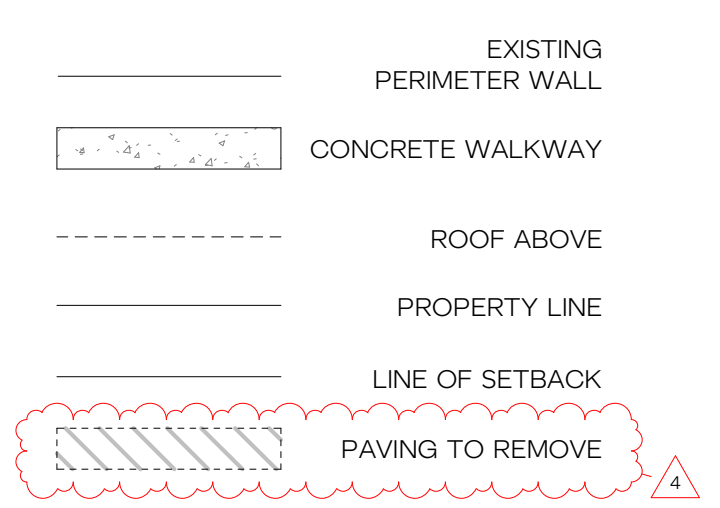 EXISTING
PERIMETER WALL
CONCRETE WALKWAY
ROOF ABOVE
PROPERTY LINE
LINE OF SETBACK
PAVING TO REMOVE
4